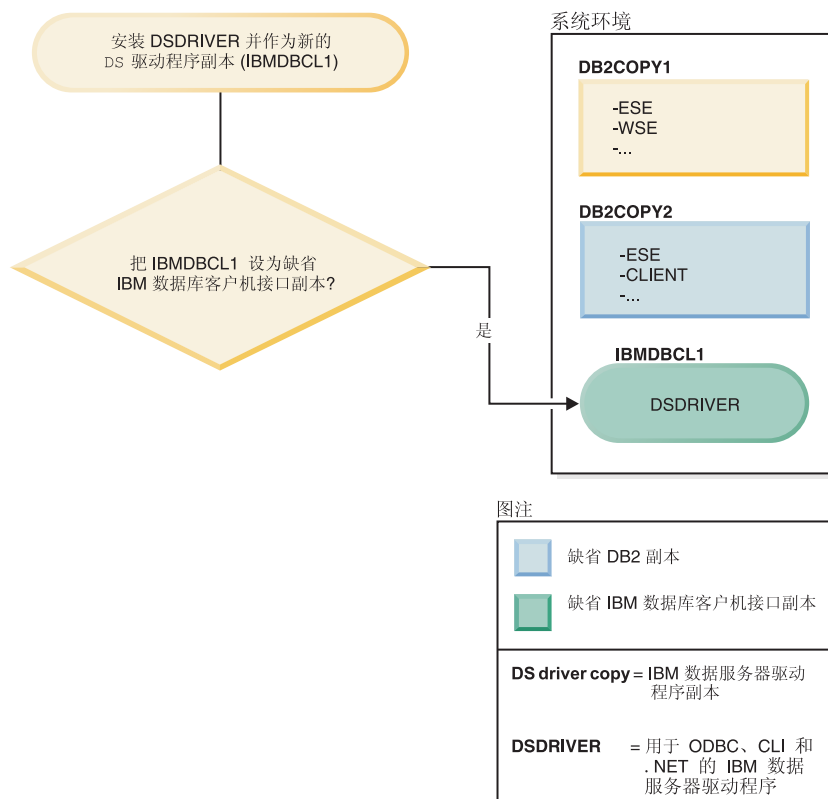 安装 DSDRIVER 并作为新的
DS 驱动程序副本 (IBMDBCL1)
把 IBMDBCL1 设为缺省
IBM 数据库客户机接口副本?
是
系统环境
DB2COPY1
-ESE
-WSE
-...
DB2COPY2
-ESE
-CLIENT
-...
IBMDBCL1
DSDRIVER
图注
缺省 DB2 副本
缺省 IBM 数据库客户机接口副本
DS driver copy = IBM 数据服务器驱动
程序副本
DSDRIVER = 用于 ODBC、CLI 和
.NET 的 IBM 数据
服务器驱动程序